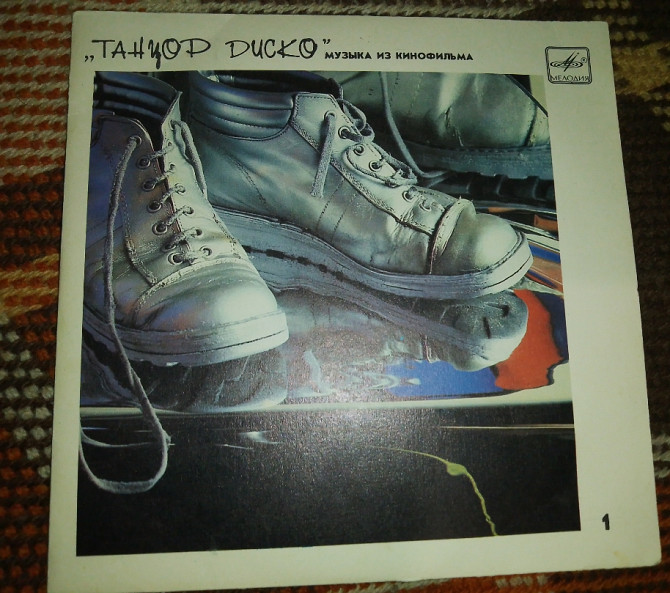 „ТАНЦОР ДИСКО” МУЗЫКА ИЗ КИНОФИЛЬМА
МЕЛОДИЯ
1